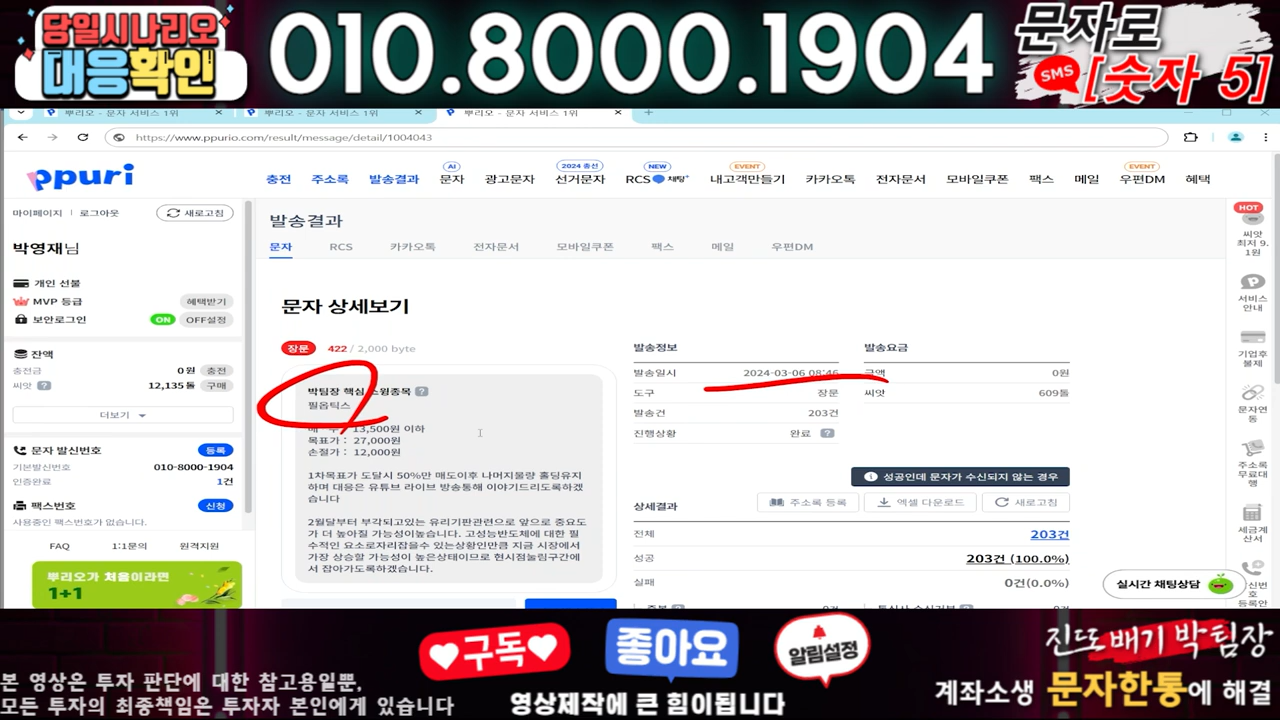 당일시나리오
대응확인
010.8000.1904
문자로
SMS
[숫자 5]
뿌리오 - 문자 서비스 1위
뿌리오 - 문자 서비스 1위
뿌리오 - 문자 서비스 1위
https://www.ppurio.com/result/message/detail/1004043
ppuri
충전
주소록
발송결과
AI
문자
광고문자
2024 총선
선거문자
NEW
RCS
채팅+
EVENT
내고객만들기
카카오톡
전자문서
모바일쿠폰
팩스
메일
EVENT
우편DM
혜택
마이페이지 | 로그아웃
새로고침
박영재님
개인 선불
MVP 등급
혜택받기
보안로그인
ON
OFF설정
잔액
충전금
0원
충전
씨앗
12,135톨
구매
더보기
문자 발신번호
등록
기본발신번호
010-8000-1904
인증완료
1건
팩스번호
신청
사용중인 팩스번호가 없습니다.
FAQ
1:1문의
원격지원
뿌리오가 처음이라면
1+1
발송결과
문자
RCS
카카오톡
전자문서
모바일쿠폰
팩스
메일
우편DM
문자 상세보기
장문
422 / 2,000 byte
박팀장 핵심 스윙종목
필옵틱스
13,500원 이하
목표가 : 27,000원
손절가 : 12,000원
1차목표가 도달시 50%만 매도이후 나머지물량 홀딩유지
하며 대응은 유튜브 라이브 방송통해 이야기드리도록하겠
습니다
2월달부터 부각되고있는 유리기판관련으로 앞으로 중요도
가 더 높아질 가능성이높습니다. 고성능반도체에 대한 필
수적인 요소로자리잡을수 있는상황인만큼 지금 시장에서
가장 상승할 가능성이 높은상태이므로 현시점눌림구간에
서 잡아가도록하겠습니다.
발송정보
발송일시
2024-03-06 08:46
도구
장문
발송건
203건
진행상황
완료
발송요금
금액
0원
씨앗
609톨
성공인데 문자가 수신되지 않는 경우
상세결과
주소록 등록
엑셀 다운로드
새로고침
전체
203건
성공
203건 (100.0%)
실패
0건(0.0%)
실시간 채팅상담
HOT
씨앗
최저 9.
1원
서비스
안내
기업후
불제
문자연
동
주소록
무료대
행
세금계
산서
발신번
호
등록안
구독
좋아요
알림설정
영상제작에 큰 힘이됩니다
본 영상은 투자 판단에 대한 참고용일뿐,
모든 투자의 최종책임은 투자자 본인에게 있습니다
진또배기 박팀장
계좌소생 문자한통에 해결